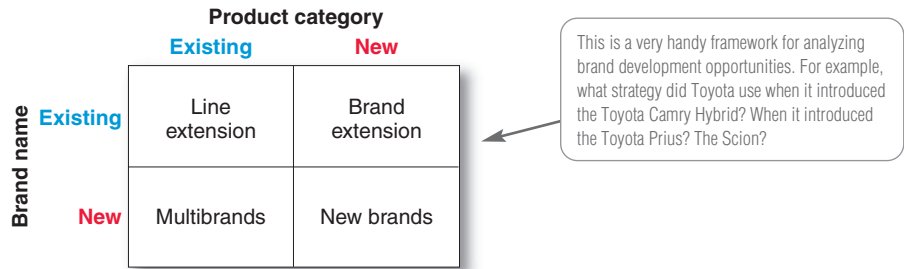 Product category
Existing
New
Brand name
Existing
Line
extension
Brand
extension
New
Multibrands
New brands
This is a very handy framework for analyzing
brand development opportunities. For example,
what strategy did Toyota use when it introduced
the Toyota Camry Hybrid? When it introduced
the Toyota Prius? The Scion?